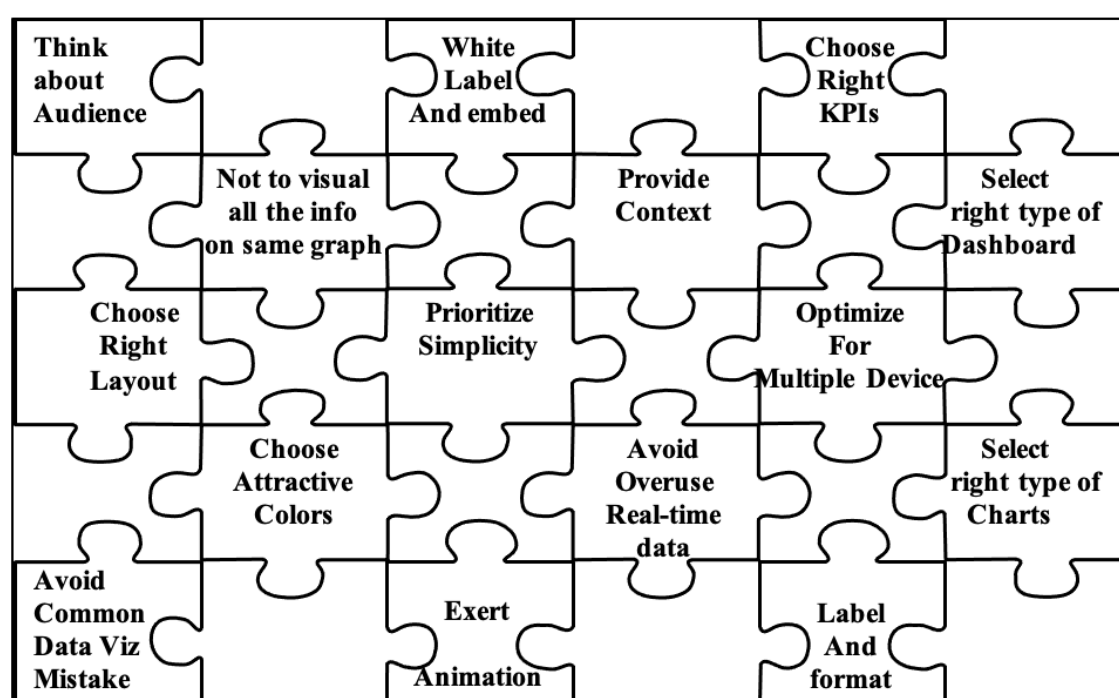 Think
about
Audience
White
Label
And embed
Choose
Right
KPIs
Not to visual
all the info
on same graph
Provide
Context
Select
right type of
Dashboard
Choose
Right
Layout
Prioritize
Simplicity
Optimize
For
Multiple Device
Choose
Attractive
Colors
Avoid
Overuse
Real-time
data
Select
right type of
Charts
Avoid
Common
Data Viz
Mistake
Exert
Animation
Label
And
format